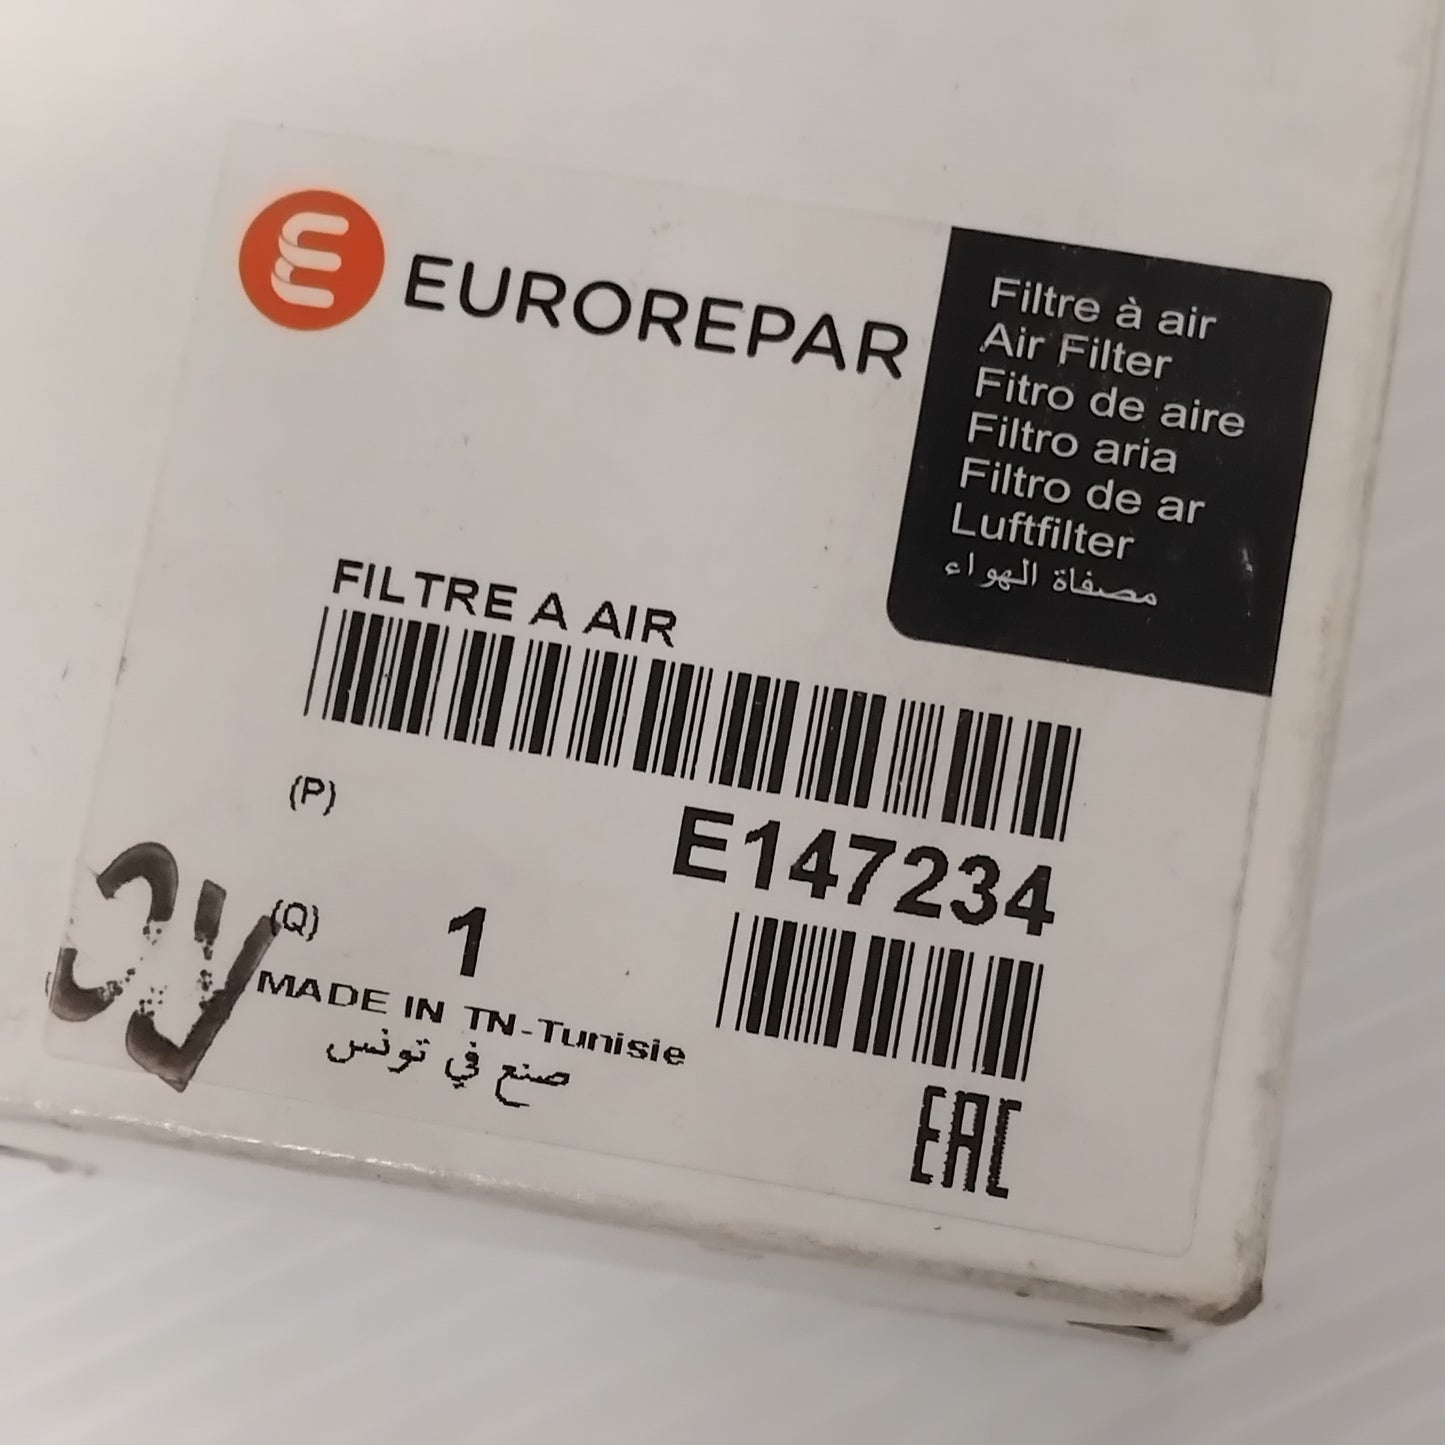 EUROREPAR
Filtre à air
Air Filter
Fitro de aire
Filtro aria
Filtro de ar
Luftfilter
مصفاة الهواء
FILTRE A AIR
(P)
E147234
(Q) 1
MADE IN TN-Tunisie
صنع في تونس
EAC